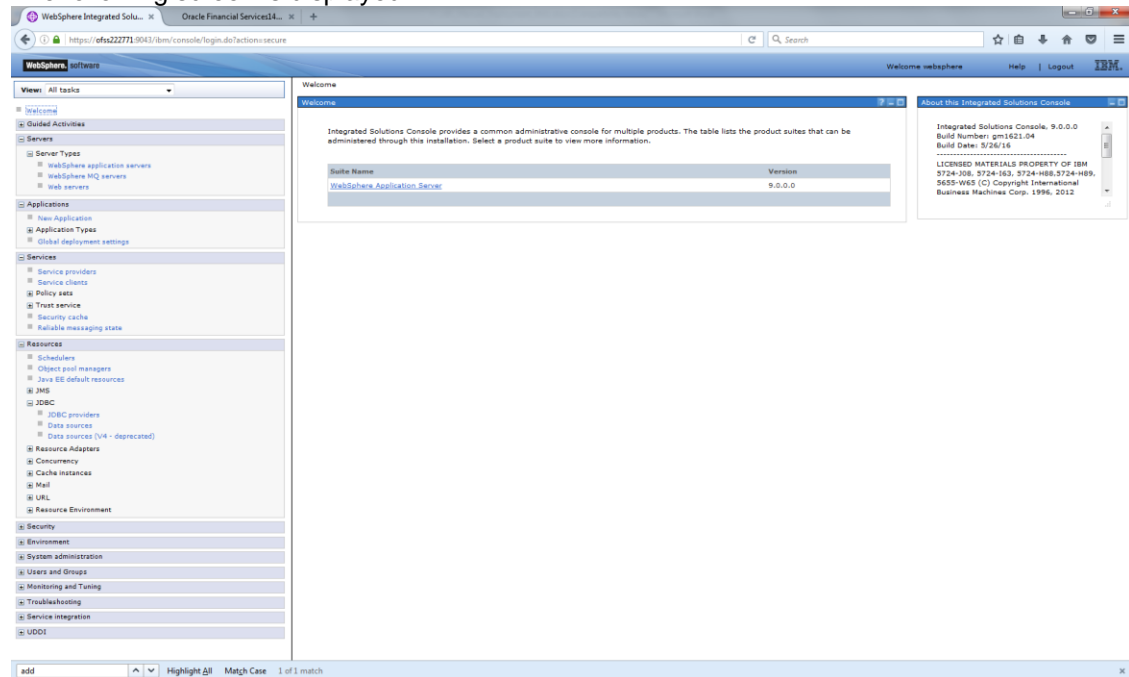 WebSphere Integrated Solu... × Oracle Financial Services14... × +
https://ofss222771:9043/ibm/console/login.do?action=secure
Search
WebSphere. software
Welcome websphere Help | Logout IBM.
View: All tasks
Welcome
Guided Activities
Servers
Server Types
WebSphere application servers
WebSphere MQ servers
Web servers
Applications
New Application
Application Types
Global deployment settings
Services
Service providers
Service clients
Policy sets
Trust service
Security cache
Reliable messaging state
Resources
Schedulers
Object pool managers
Java EE default resources
JMS
JDBC
JDBC providers
Data sources
Data sources (V4 - deprecated)
Resource Adapters
Concurrency
Cache instances
Mail
URL
Resource Environment
Security
Environment
System administration
Users and Groups
Monitoring and Tuning
Troubleshooting
Service integration
UDDI
Welcome
Welcome
Integrated Solutions Console provides a common administrative console for multiple products. The table lists the product suites that can be
administered through this installation. Select a product suite to view more information.
Suite Name Version
WebSphere Application Server 9.0.0.0
About this Integrated Solutions Console
Integrated Solutions Console, 9.0.0.0
Build Number: gm1621.04
Build Date: 5/26/16
LICENSED MATERIALS PROPERTY OF IBM
5724-J08, 5724-I63, 5724-H88,5724-H89,
5655-W65 (C) Copyright International
Business Machines Corp. 1996, 2012
add Highlight All Match Case 1 of 1 match ×